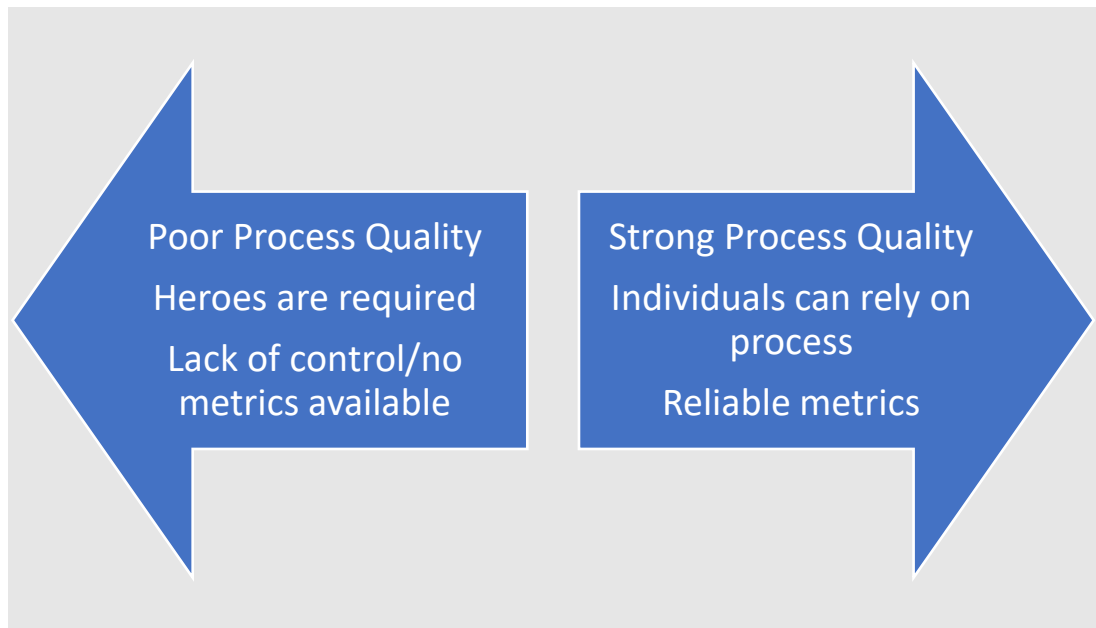 Poor Process Quality
Heroes are required
Lack of control/no
metrics available
Strong Process Quality
Individuals can rely on
process
Reliable metrics